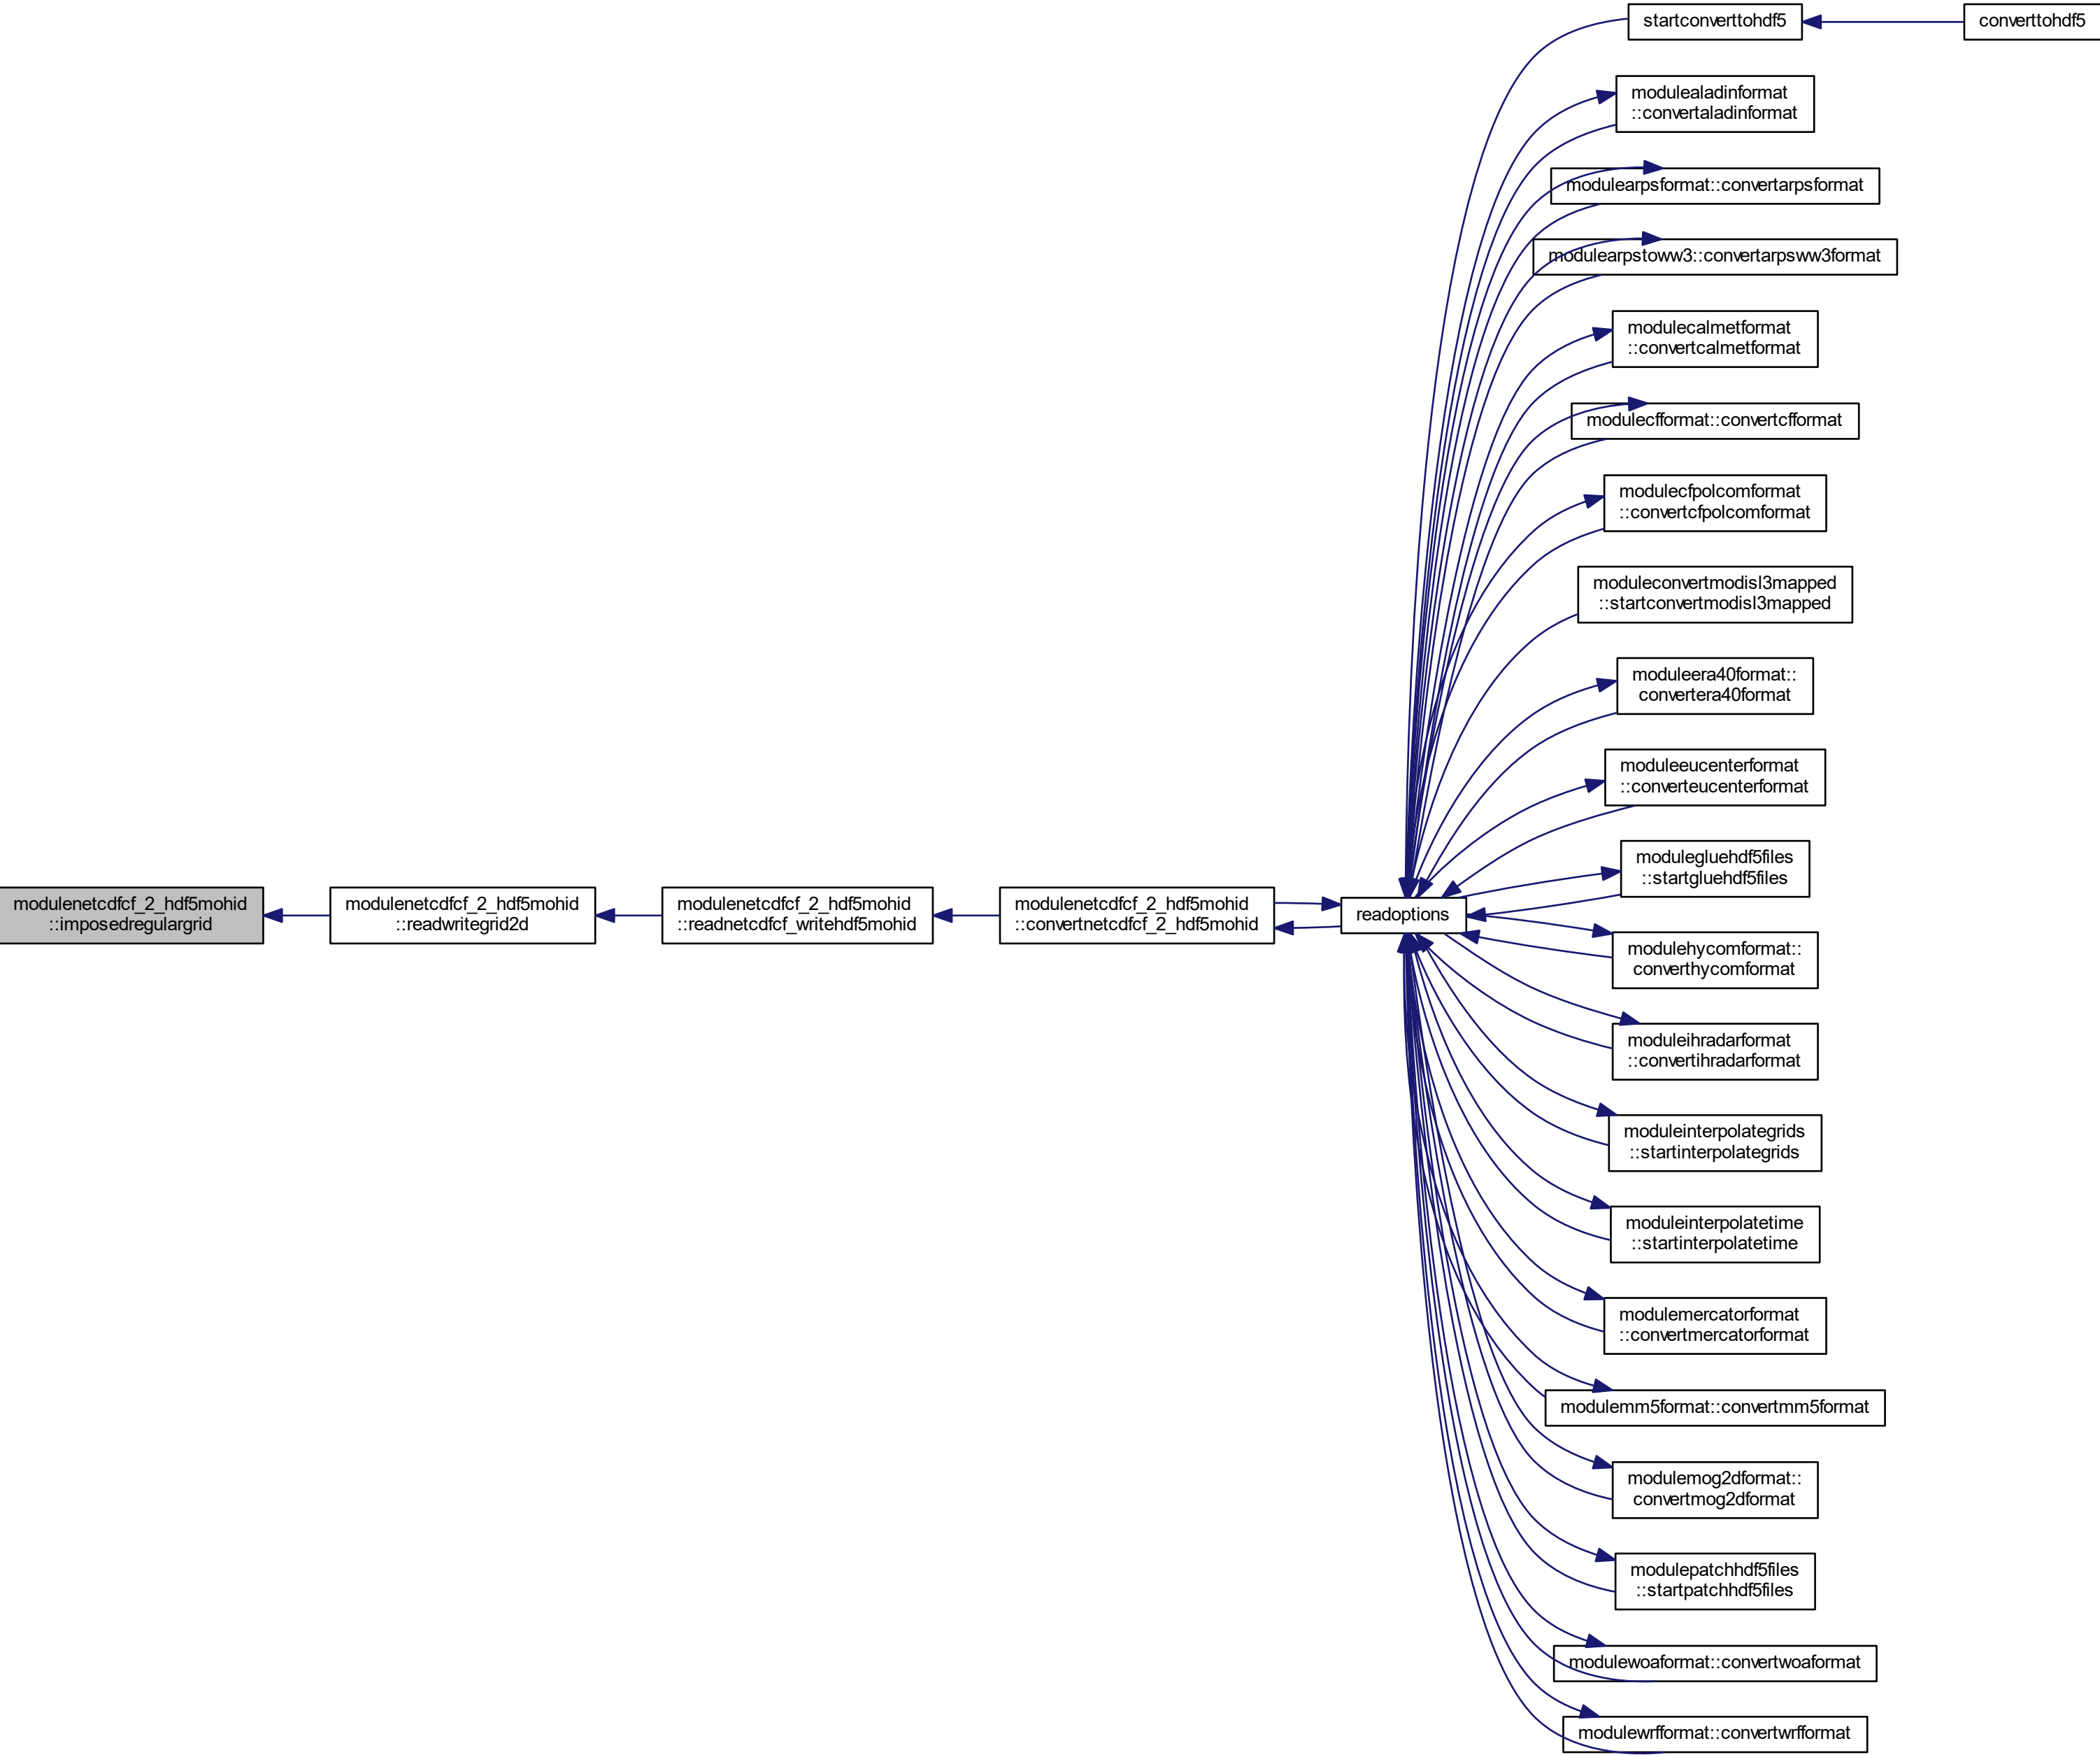 modulenetcdfcf_2_hdf5mohid
::imposedregulargrid
modulenetcdfcf_2_hdf5mohid
::readwritegrid2d
modulenetcdfcf_2_hdf5mohid
::readnetcdfcf_writehdf5mohid
modulenetcdfcf_2_hdf5mohid
::convertnetcdfcf_2_hdf5mohid
readoptions
startconverttohdf5
converttohdf5
modulealadinformat
::convertaladinformat
modulearpsformat::convertarpsformat
modulearpstoww3::convertarpsww3format
modulecalmetformat
::convertcalmetformat
modulecfformat::convertcfformat
modulecfpolcomformat
::convertcfpolcomformat
moduleconvertmodisl3mapped
::startconvertmodisl3mapped
moduleera40format::
convertera40format
moduleeucenterformat
::converteucenterformat
modulegluehdf5files
::startgluehdf5files
modulehycomformat::
converthycomformat
moduleihradarformat
::convertihradarformat
moduleinterpolategrids
::startinterpolategrids
moduleinterpolatetime
::startinterpolatetime
modulemercatorformat
::convertmercatorformat
modulemm5format::convertmm5format
modulemog2dformat::
convertmog2dformat
modulepatchhdf5files
::startpatchhdf5files
modulewoaformat::convertwoaformat
modulewrfformat::convertwrfformat